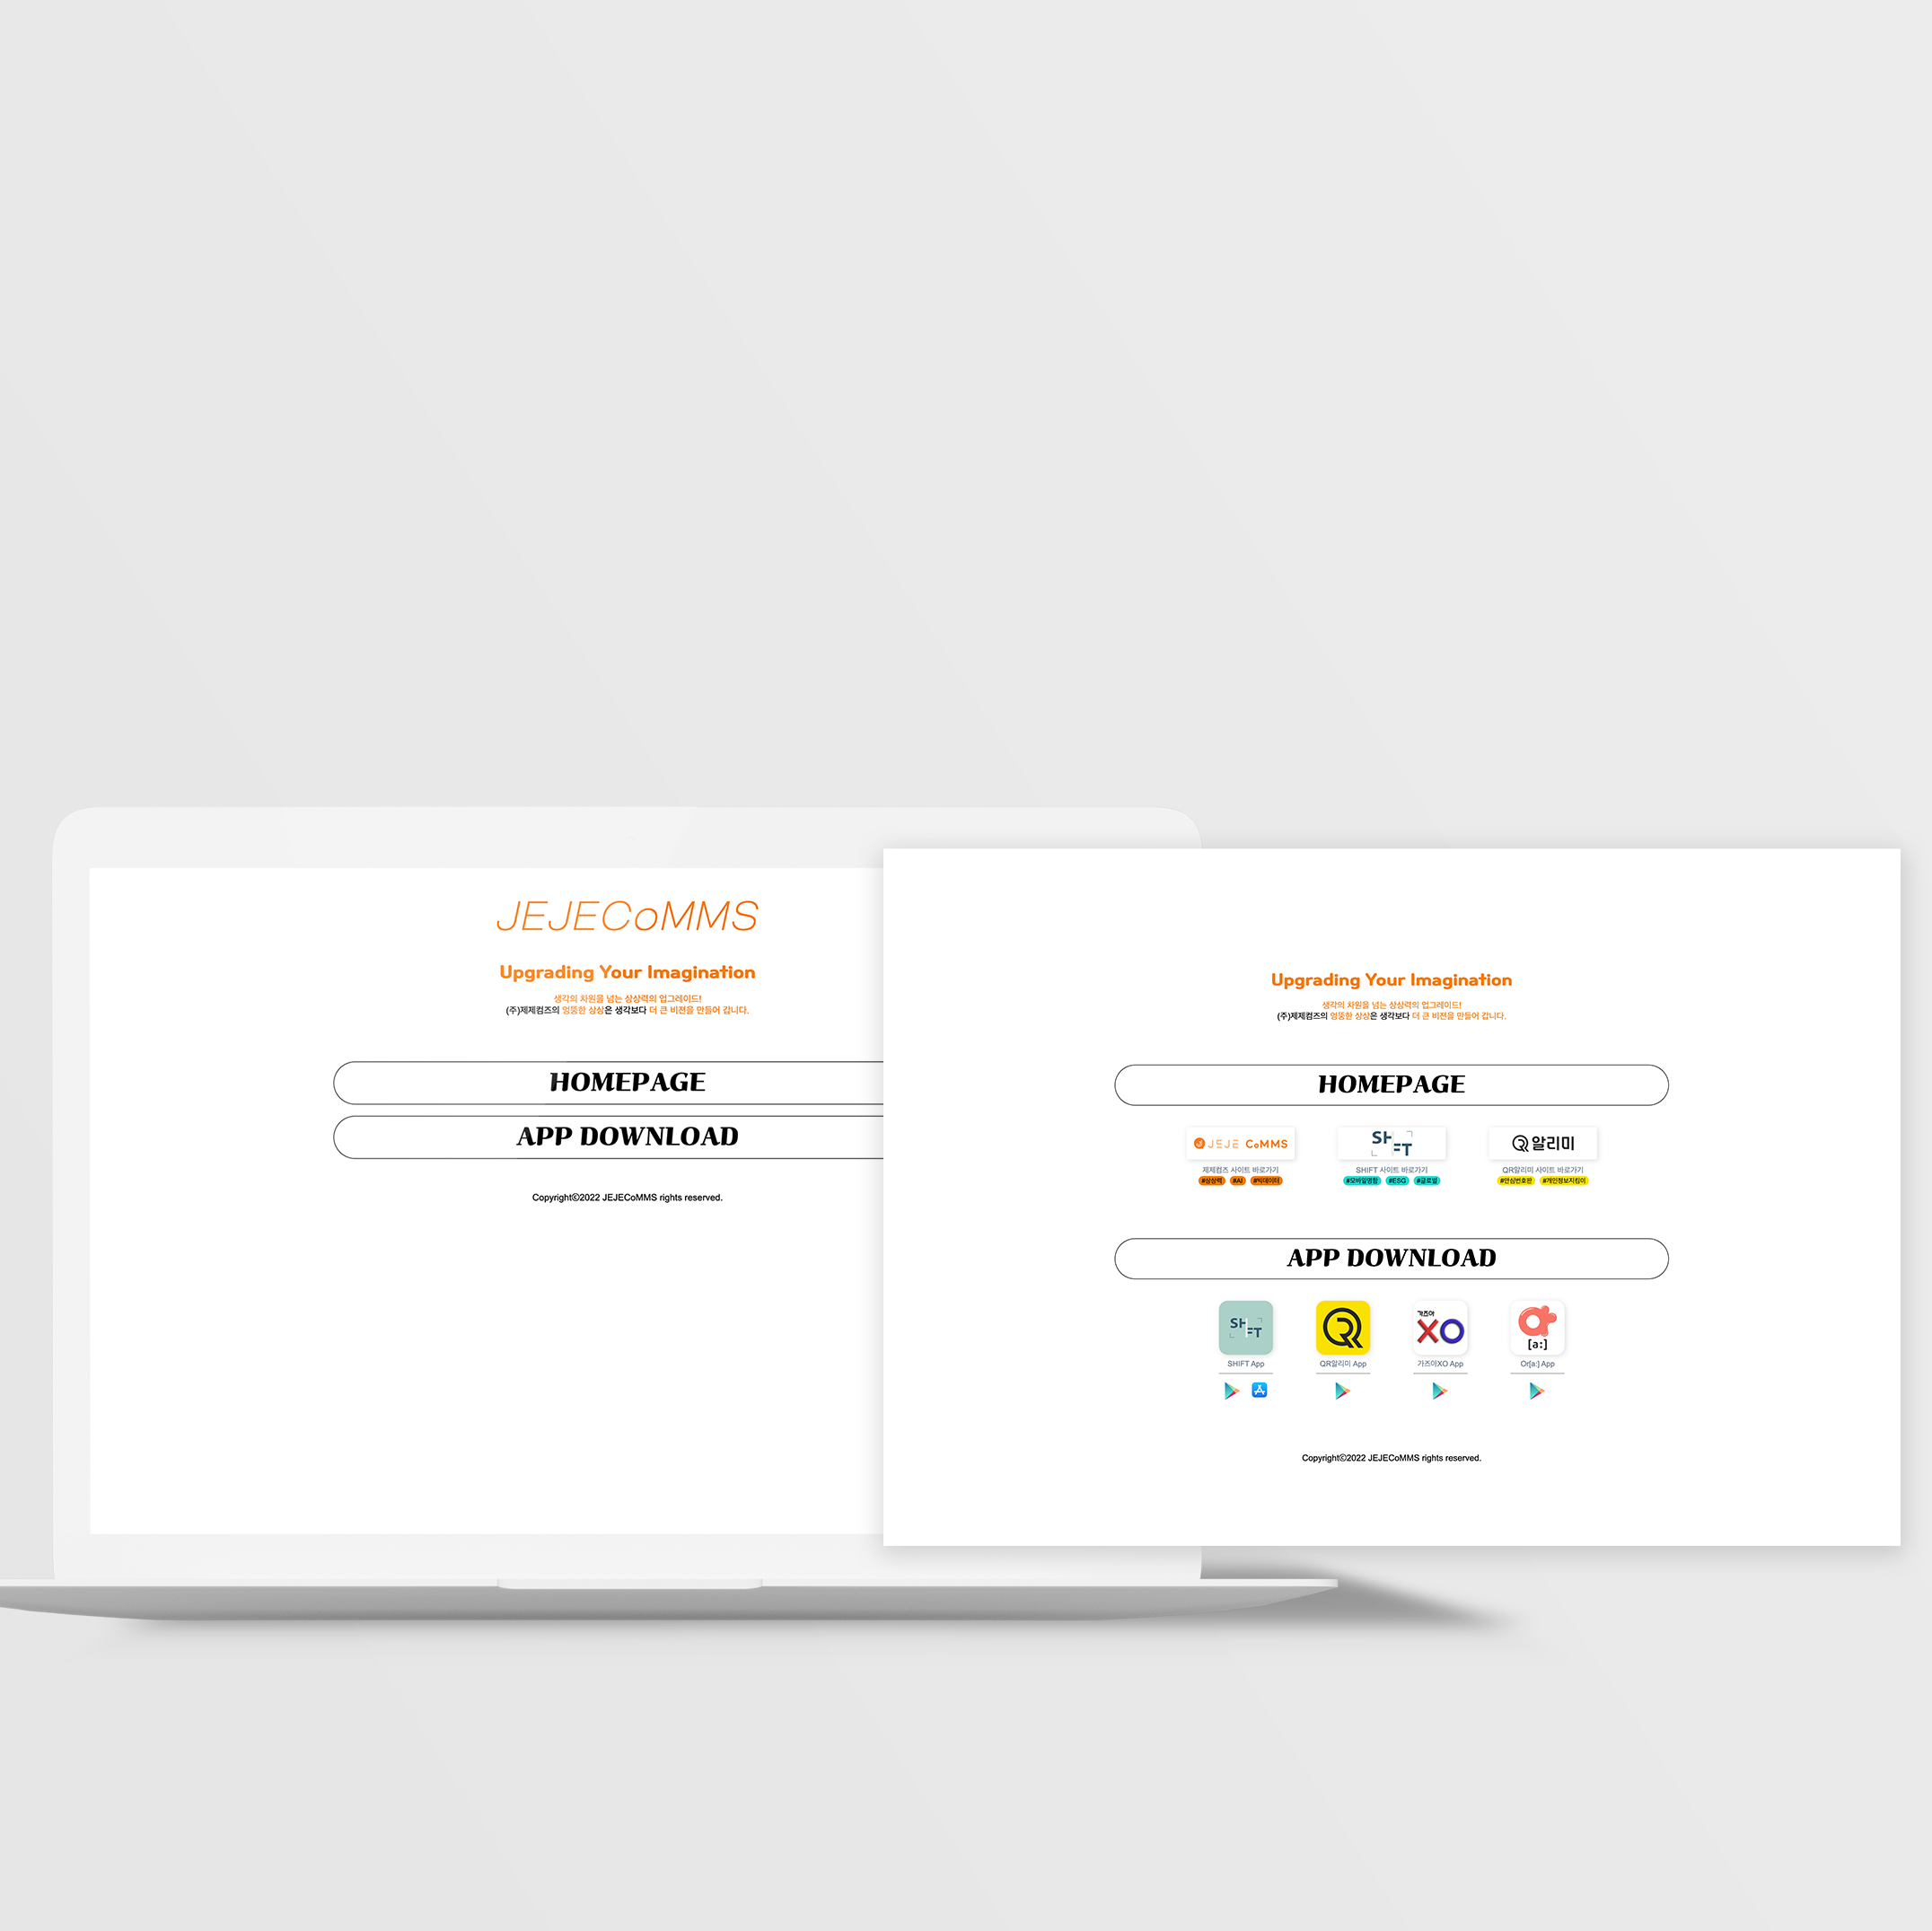 JEJECoMMS
Upgrading Your Imagination
생각의 차원을 넘는 상상력의 업그레이드!
(주)제제컴즈의 엉뚱한 상상은 생각보다 더 큰 비젼을 만들어 갑니다.
HOMEPAGE
APP DOWNLOAD
Copyright©2022 JEJECoMMS rights reserved.
Upgrading Your Imagination
생각의 차원을 넘는 상상력의 업그레이드!
(주)제제컴즈의 엉뚱한 상상은 생각보다 더 큰 비젼을 만들어 갑니다.
HOMEPAGE
JEJE CoMMS
제제컴즈 사이트 바로가기
#상상력 #AI #빅데이터
SHIFT
SHIFT 사이트 바로가기
#모바일명함 #ESG #글로벌
QR알리미
QR알리미 사이트 바로가기
#안심번호판 #개인정보지킴이
APP DOWNLOAD
SHIFT
SHIFT App
QR
QR알리미 App
가즈아
XO
가즈아XO App
[a:]
Or[a:] App
Copyright©2022 JEJECoMMS rights reserved.